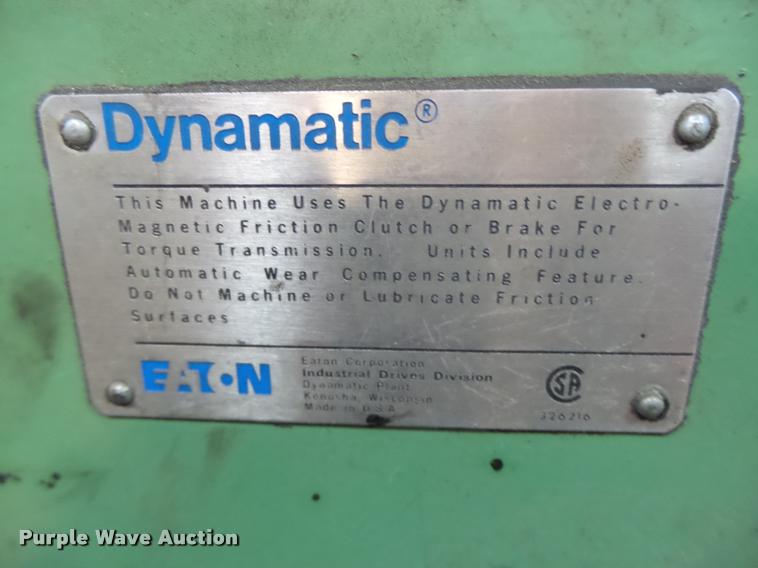 Dynamatic®
This Machine Uses The Dynamatic Electro-
Magnetic Friction Clutch or Brake For
Torque Transmission. Units Include
Automatic Wear Compensating Feature.
Do Not Machine or Lubricate Friction
Surfaces
EATON
Eaton Corporation
Industrial Drives Division
Dynamatic Plant
Kenosha, Wisconsin
Made in U.S.A.
SA
326216
Purple Wave Auction